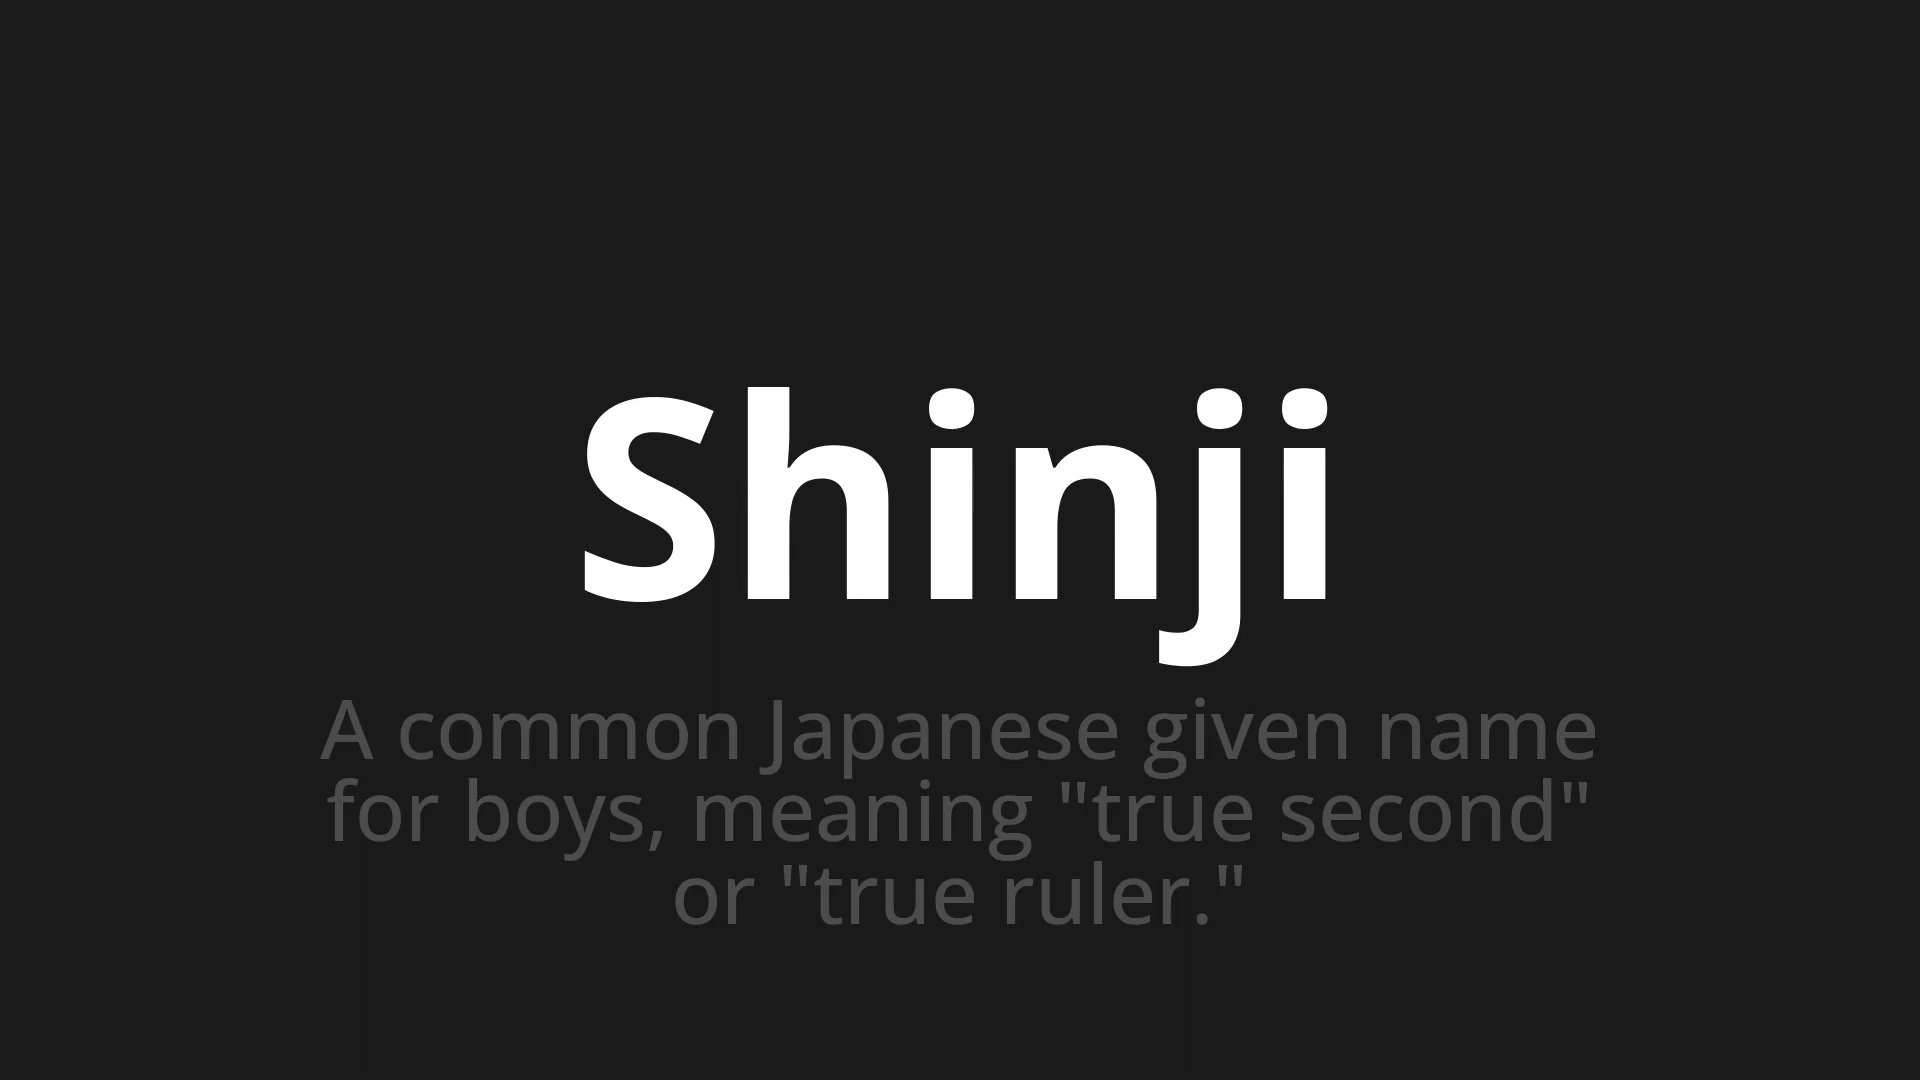 Shinji
A common Japanese given name
for boys, meaning "true second"
or "true ruler."